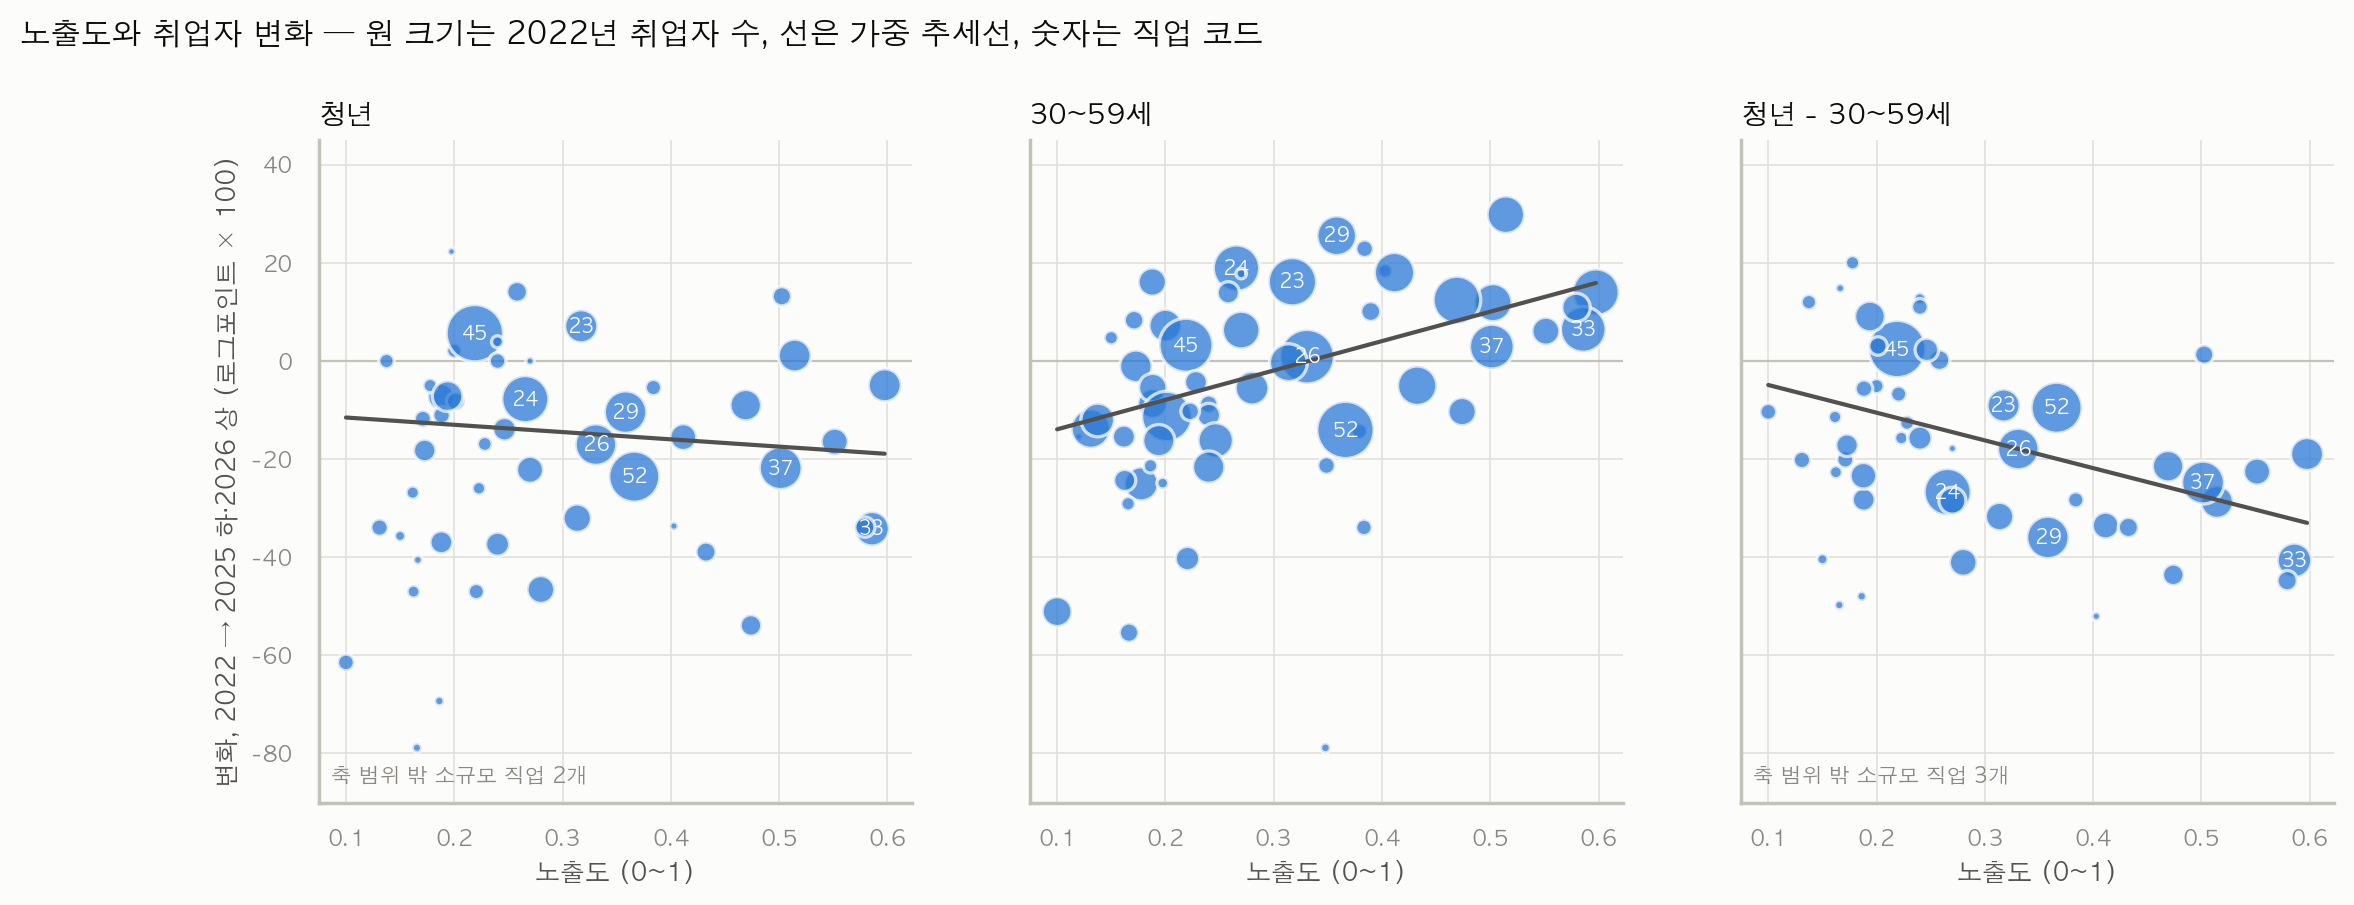 노출도와 취업자 변화 — 원 크기는 2022년 취업자 수, 선은 가중 추세선, 숫자는 직업 코드
변화, 2022 → 2025 하·2026 상 (로그포인트 × 100)
40
20
0
-20
-40
-60
-80
청년
45
23
24
29
26
52
37
33
축 범위 밖 소규모 직업 2개
0.1 0.2 0.3 0.4 0.5 0.6
노출도 (0~1)
30~59세
29
24
23
33
45
26
37
52
0.1 0.2 0.3 0.4 0.5 0.6
노출도 (0~1)
청년 - 30~59세
45
23
52
26
24
37
29
33
축 범위 밖 소규모 직업 3개
0.1 0.2 0.3 0.4 0.5 0.6
노출도 (0~1)